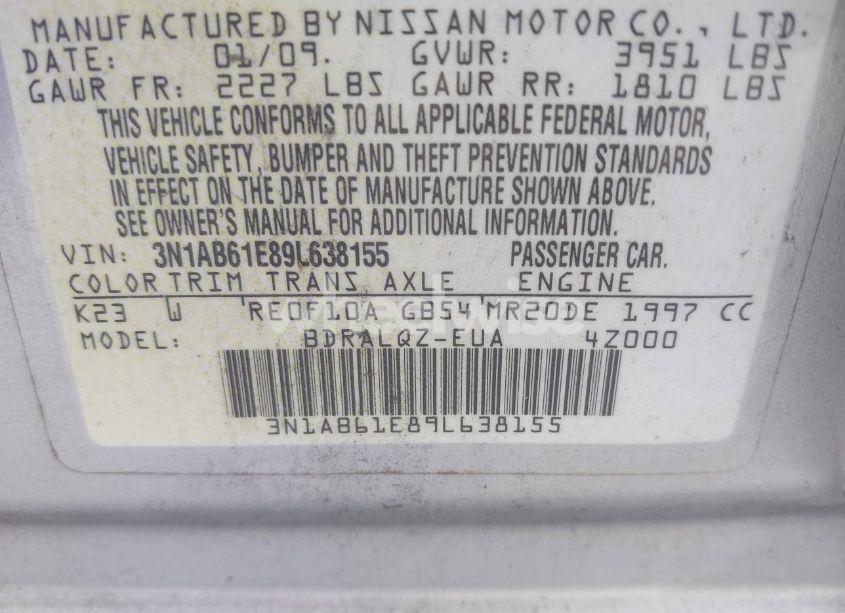 MANUFACTURED BY NISSAN MOTOR CO., LTD.
DATE: 01/09. GVWR: 3951 LBS
GAWR FR: 2227 LBS GAWR RR: 1810 LBS
THIS VEHICLE CONFORMS TO ALL APPLICABLE FEDERAL MOTOR,
VEHICLE SAFETY, BUMPER AND THEFT PREVENTION STANDARDS
IN EFFECT ON THE DATE OF MANUFACTURE SHOWN ABOVE.
SEE OWNER'S MANUAL FOR ADDITIONAL INFORMATION.
VIN: 3N1AB61E89L638155 PASSENGER CAR.
COLOR TRIM TRANS AXLE ENGINE
K23 W RE0F10A GB54 MR20DE 1997 CC
MODEL: BDRALQZ-EUA 4Z000
3N1AB61E89L638155